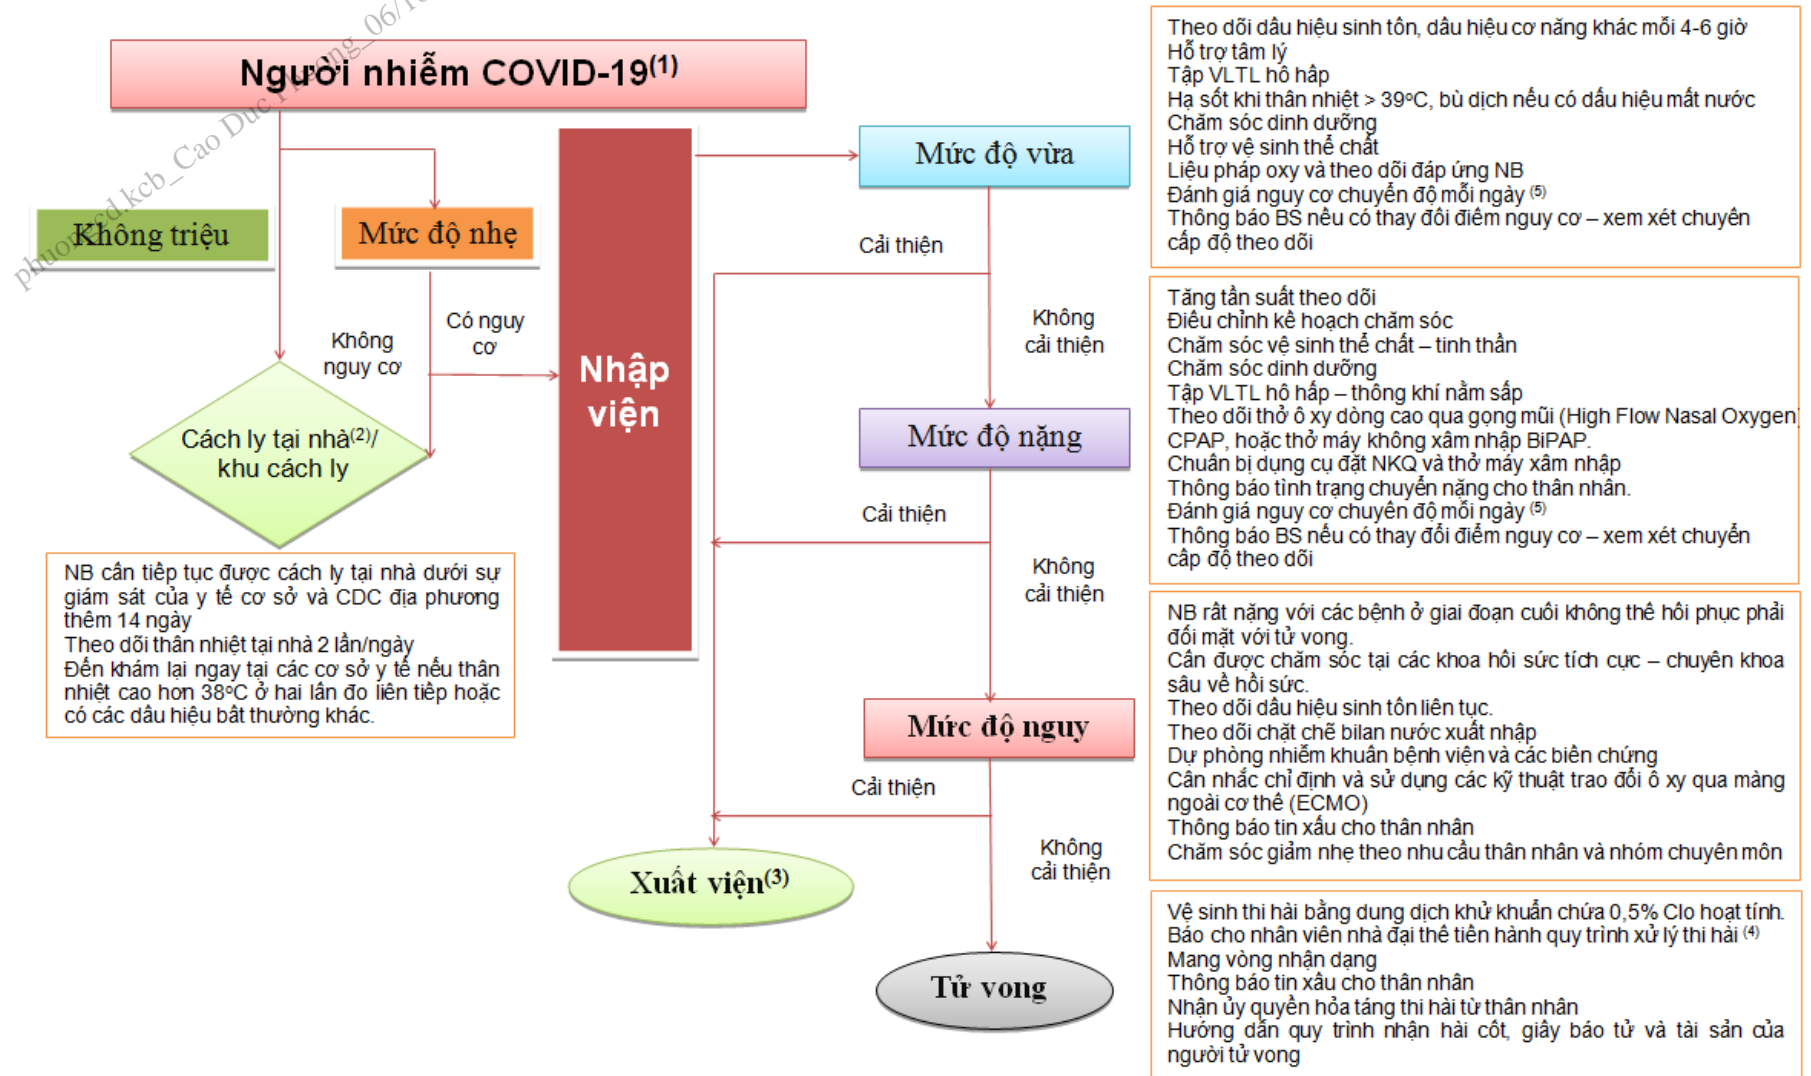 phuongcd.kcb_Cao Duc Phuong_06/10
Người nhiễm COVID-19(1)
Không triệu
Mức độ nhẹ
Không
nguy cơ
Có nguy
cơ
Cách ly tại nhà(2)/
khu cách ly
NB cần tiếp tục được cách ly tại nhà dưới sự
giám sát của y tế cơ sở và CDC địa phương
thêm 14 ngày
Theo dõi thân nhiệt tại nhà 2 lần/ngày
Đến khám lại ngay tại các cơ sở y tế nếu thân
nhiệt cao hơn 38oC ở hai lần đo liên tiếp hoặc
có các dấu hiệu bất thường khác.
Nhập
viện
Mức độ vừa
Cải thiện
Không
cải thiện
Mức độ nặng
Cải thiện
Không
cải thiện
Mức độ nguy
Cải thiện
Không
cải thiện
Xuất viện(3)
Tử vong
Theo dõi dấu hiệu sinh tồn, dấu hiệu cơ năng khác mỗi 4-6 giờ
Hỗ trợ tâm lý
Tập VLTL hô hấp
Hạ sốt khi thân nhiệt > 39oC, bù dịch nếu có dấu hiệu mất nước
Chăm sóc dinh dưỡng
Hỗ trợ vệ sinh thể chất
Liệu pháp oxy và theo dõi đáp ứng NB
Đánh giá nguy cơ chuyển độ mỗi ngày (5)
Thông báo BS nếu có thay đổi điểm nguy cơ – xem xét chuyển
cấp độ theo dõi
Tăng tần suất theo dõi
Điều chỉnh kế hoạch chăm sóc
Chăm sóc vệ sinh thể chất – tinh thần
Chăm sóc dinh dưỡng
Tập VLTL hô hấp – thông khí nằm sấp
Theo dõi thở ô xy dòng cao qua gọng mũi (High Flow Nasal Oxygen)
CPAP, hoặc thở máy không xâm nhập BiPAP.
Chuẩn bị dụng cụ đặt NKQ và thở máy xâm nhập
Thông báo tình trạng chuyển nặng cho thân nhân.
Đánh giá nguy cơ chuyển độ mỗi ngày (5)
Thông báo BS nếu có thay đổi điểm nguy cơ – xem xét chuyển
cấp độ theo dõi
NB rất nặng với các bệnh ở giai đoạn cuối không thể hồi phục phải
đối mặt với tử vong.
Cần được chăm sóc tại các khoa hồi sức tích cực – chuyên khoa
sâu về hồi sức.
Theo dõi dấu hiệu sinh tồn liên tục.
Theo dõi chặt chẽ bilan nước xuất nhập
Dự phòng nhiễm khuẩn bệnh viện và các biến chứng
Cân nhắc chỉ định và sử dụng các kỹ thuật trao đổi ô xy qua màng
ngoài cơ thể (ECMO)
Thông báo tin xấu cho thân nhân
Chăm sóc giảm nhẹ theo nhu cầu thân nhân và nhóm chuyên môn
Vệ sinh thi hài bằng dung dịch khử khuẩn chứa 0,5% Clo hoạt tính.
Báo cho nhân viên nhà đại thể tiến hành quy trình xử lý thi hài (4)
Mang vòng nhận dạng
Thông báo tin xấu cho thân nhân
Nhận ủy quyền hỏa táng thi hài từ thân nhân
Hướng dẫn quy trình nhận hài cốt, giấy báo tử và tài sản của
người tử vong